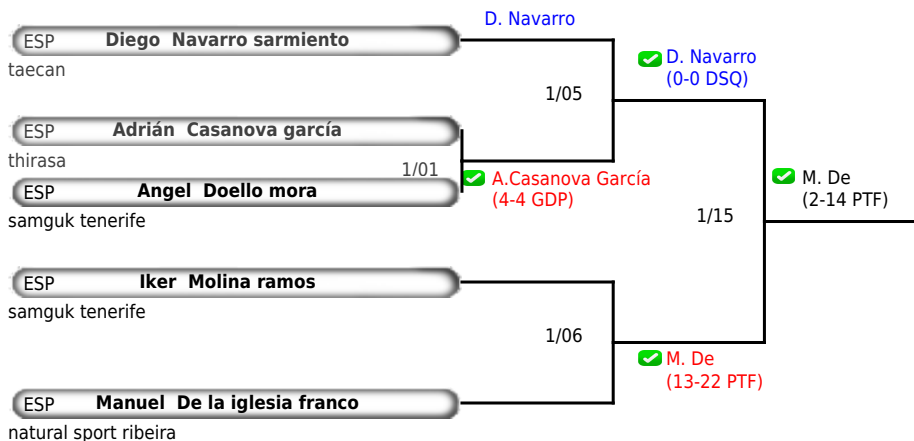 D. Navarro
ESP Diego Navarro sarmiento
taecan
D. Navarro
(0-0 DSQ)
1/05
ESP Adrián Casanova garcía
thirasa
1/01
A.Casanova García
(4-4 GDP)
ESP Angel Doello mora
samguk tenerife
M. De
(2-14 PTF)
1/15
ESP Iker Molina ramos
samguk tenerife
1/06
M. De
(13-22 PTF)
ESP Manuel De la iglesia franco
natural sport ribeira